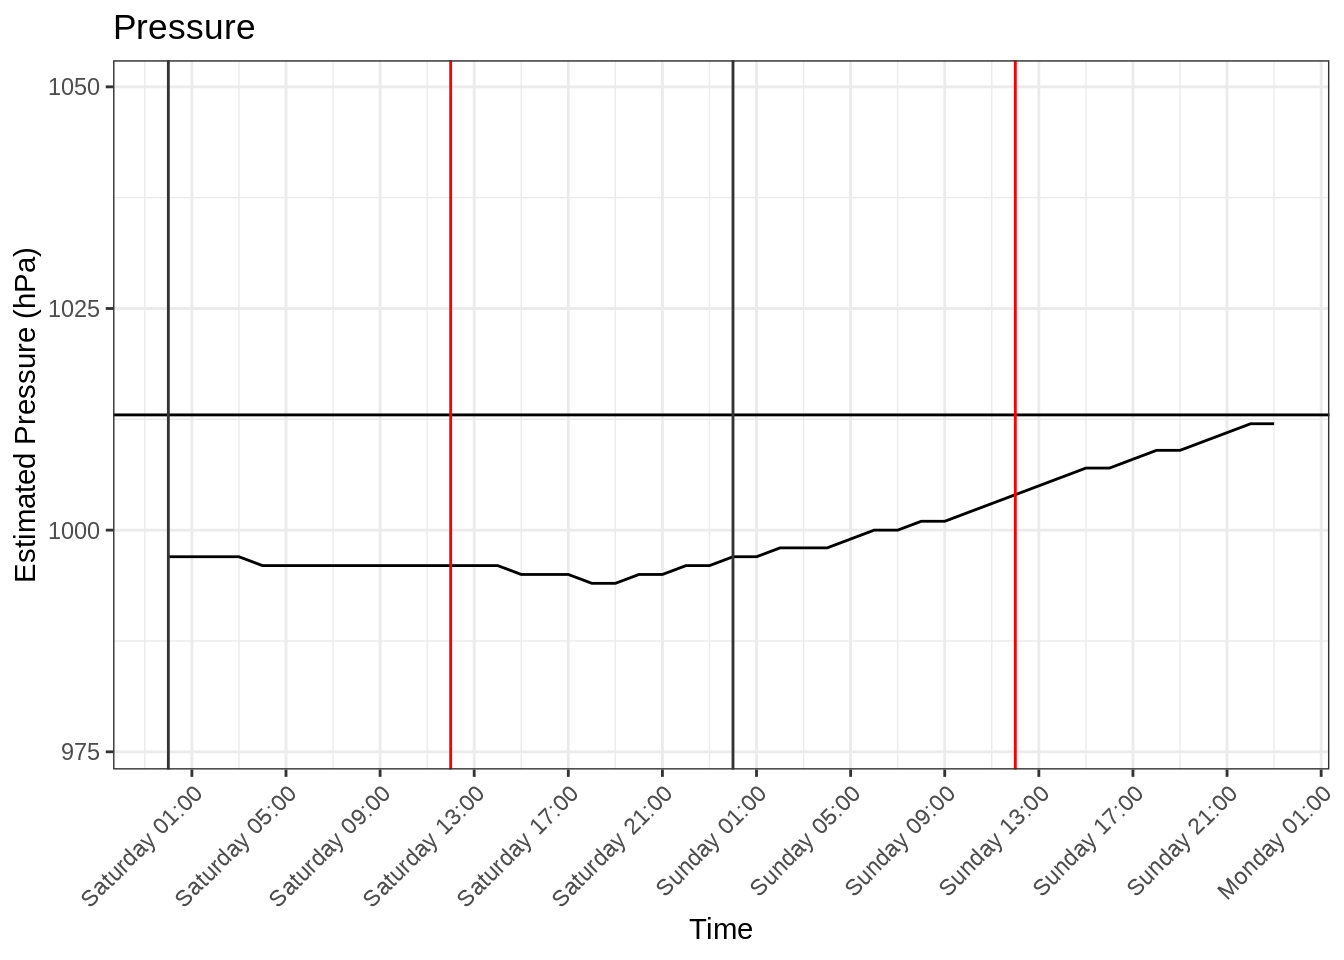 Pressure
Estimated Pressure (hPa)
1050
1025
1000
975
Saturday 01:00
Saturday 05:00
Saturday 09:00
Saturday 13:00
Saturday 17:00
Saturday 21:00
Sunday 01:00
Sunday 05:00
Sunday 09:00
Sunday 13:00
Sunday 17:00
Sunday 21:00
Monday 01:00
Time